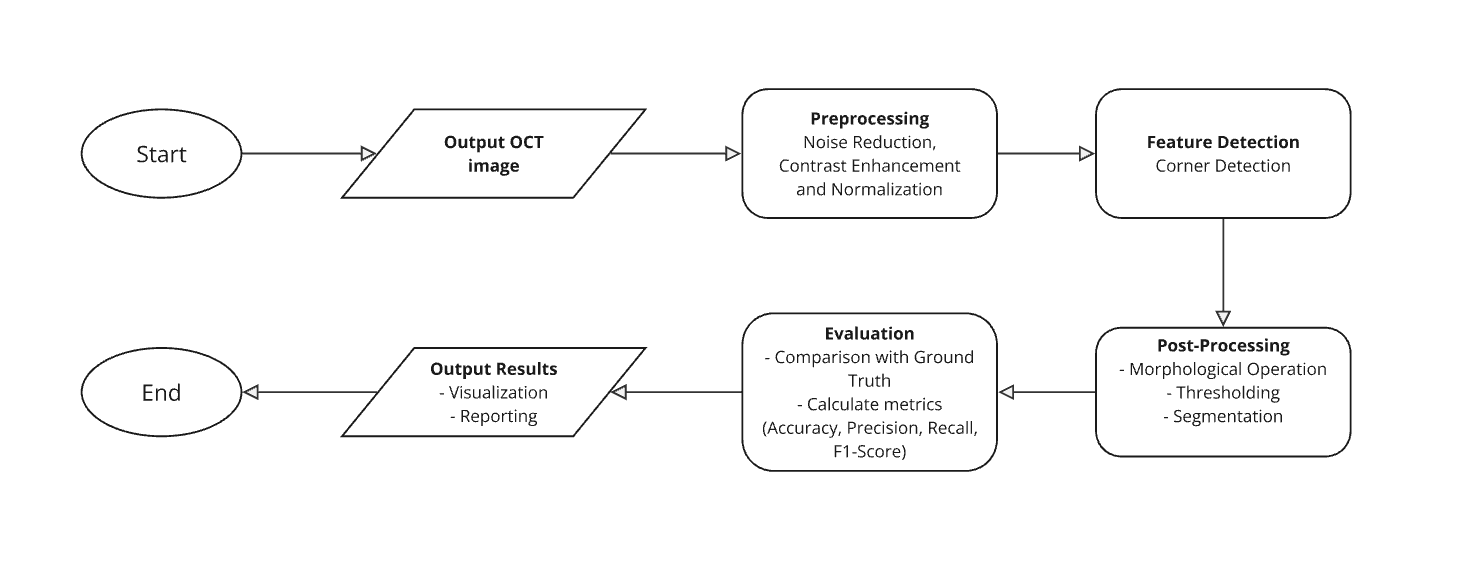 Start
Output OCT
image
Preprocessing
Noise Reduction,
Contrast Enhancement
and Normalization
Feature Detection
Corner Detection
Post-Processing
- Morphological Operation
- Thresholding
- Segmentation
Evaluation
- Comparison with Ground
Truth
- Calculate metrics
(Accuracy, Precision, Recall,
F1-Score)
Output Results
- Visualization
- Reporting
End